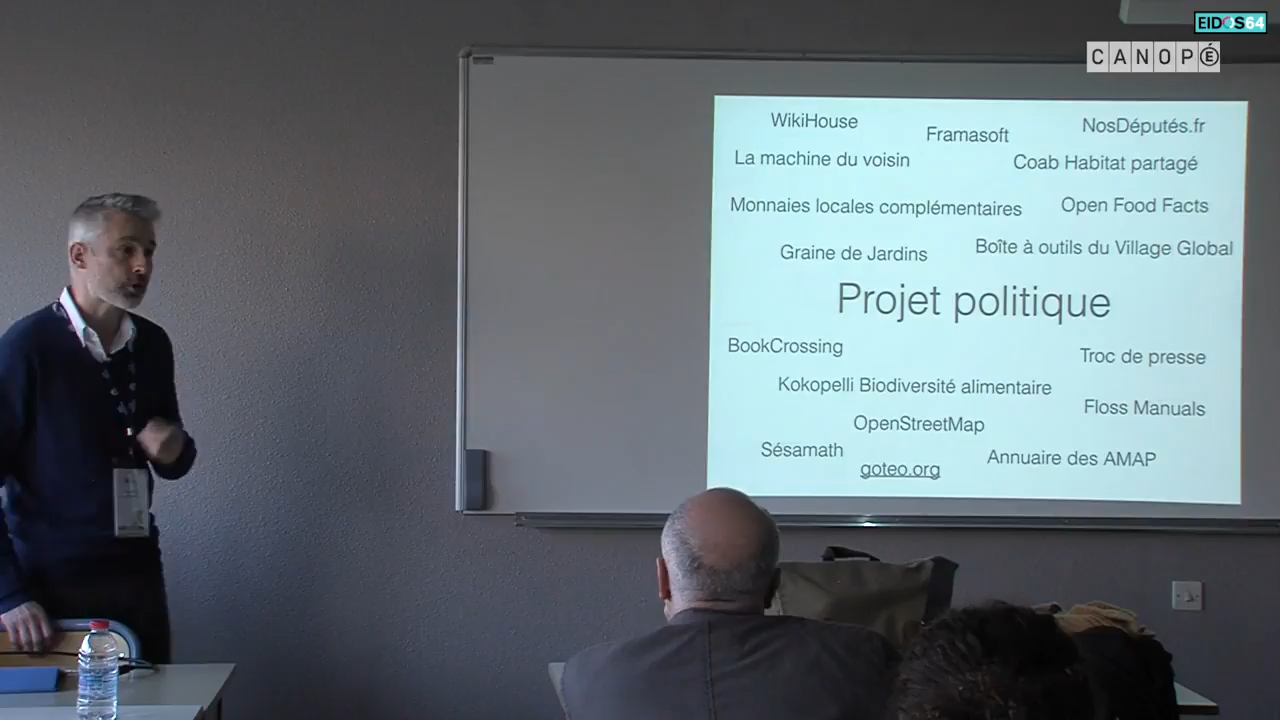 EIDOS64
CANOPÉ
WikiHouse
Framasoft
NosDéputés.fr
La machine du voisin
Coab Habitat partagé
Monnaies locales complémentaires
Open Food Facts
Graine de Jardins
Boîte à outils du Village Global
Projet politique
BookCrossing
Troc de presse
Kokopelli Biodiversité alimentaire
Floss Manuals
OpenStreetMap
Sésamath
Annuaire des AMAP
goteo.org